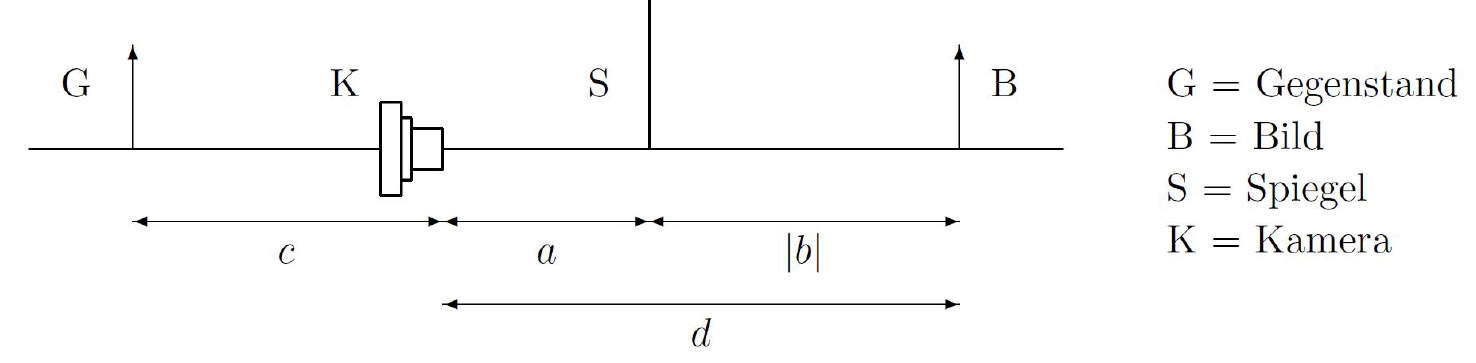 G K S B
c a |b|
d
G = Gegenstand
B = Bild
S = Spiegel
K = Kamera